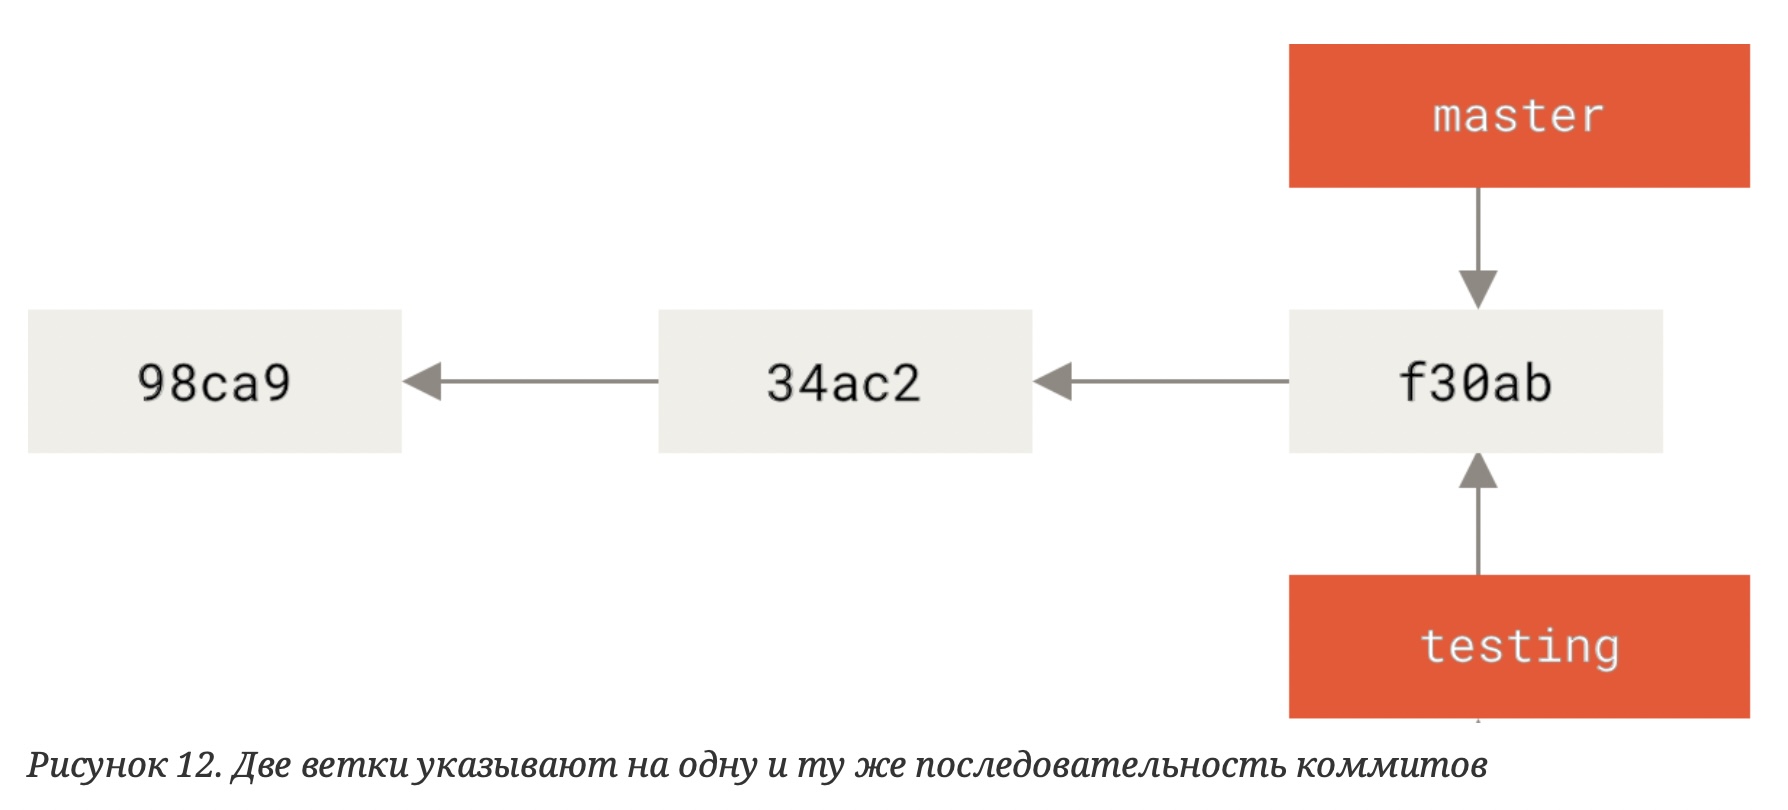 master
98ca9
34ac2
f30ab
testing
Рисунок 12. Две ветки указывают на одну и ту же последовательность коммитов